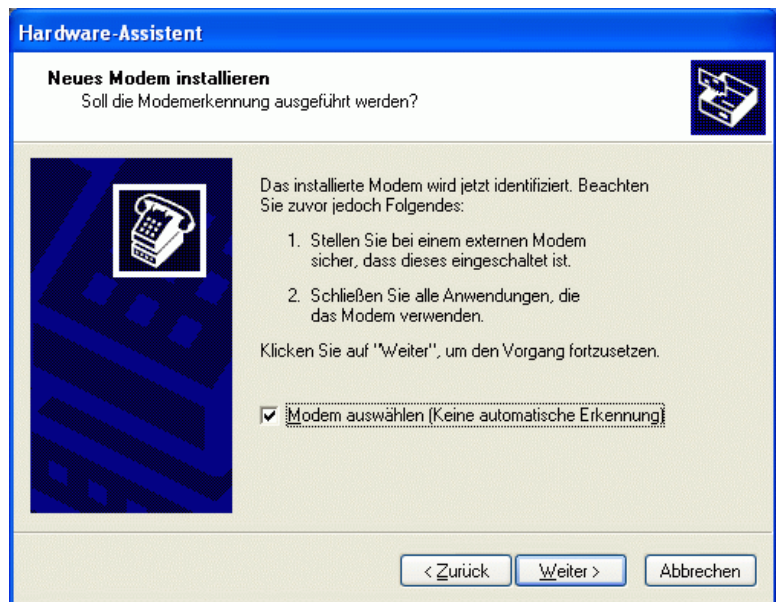 Hardware-Assistent
Neues Modem installieren
Soll die Modemerkennung ausgeführt werden?
Das installierte Modem wird jetzt identifiziert. Beachten
Sie zuvor jedoch Folgendes:
1. Stellen Sie bei einem externen Modem
sicher, dass dieses eingeschaltet ist.
2. Schließen Sie alle Anwendungen, die
das Modem verwenden.
Klicken Sie auf "Weiter", um den Vorgang fortzusetzen.
Modem auswählen (Keine automatische Erkennung)
< Zurück Weiter > Abbrechen